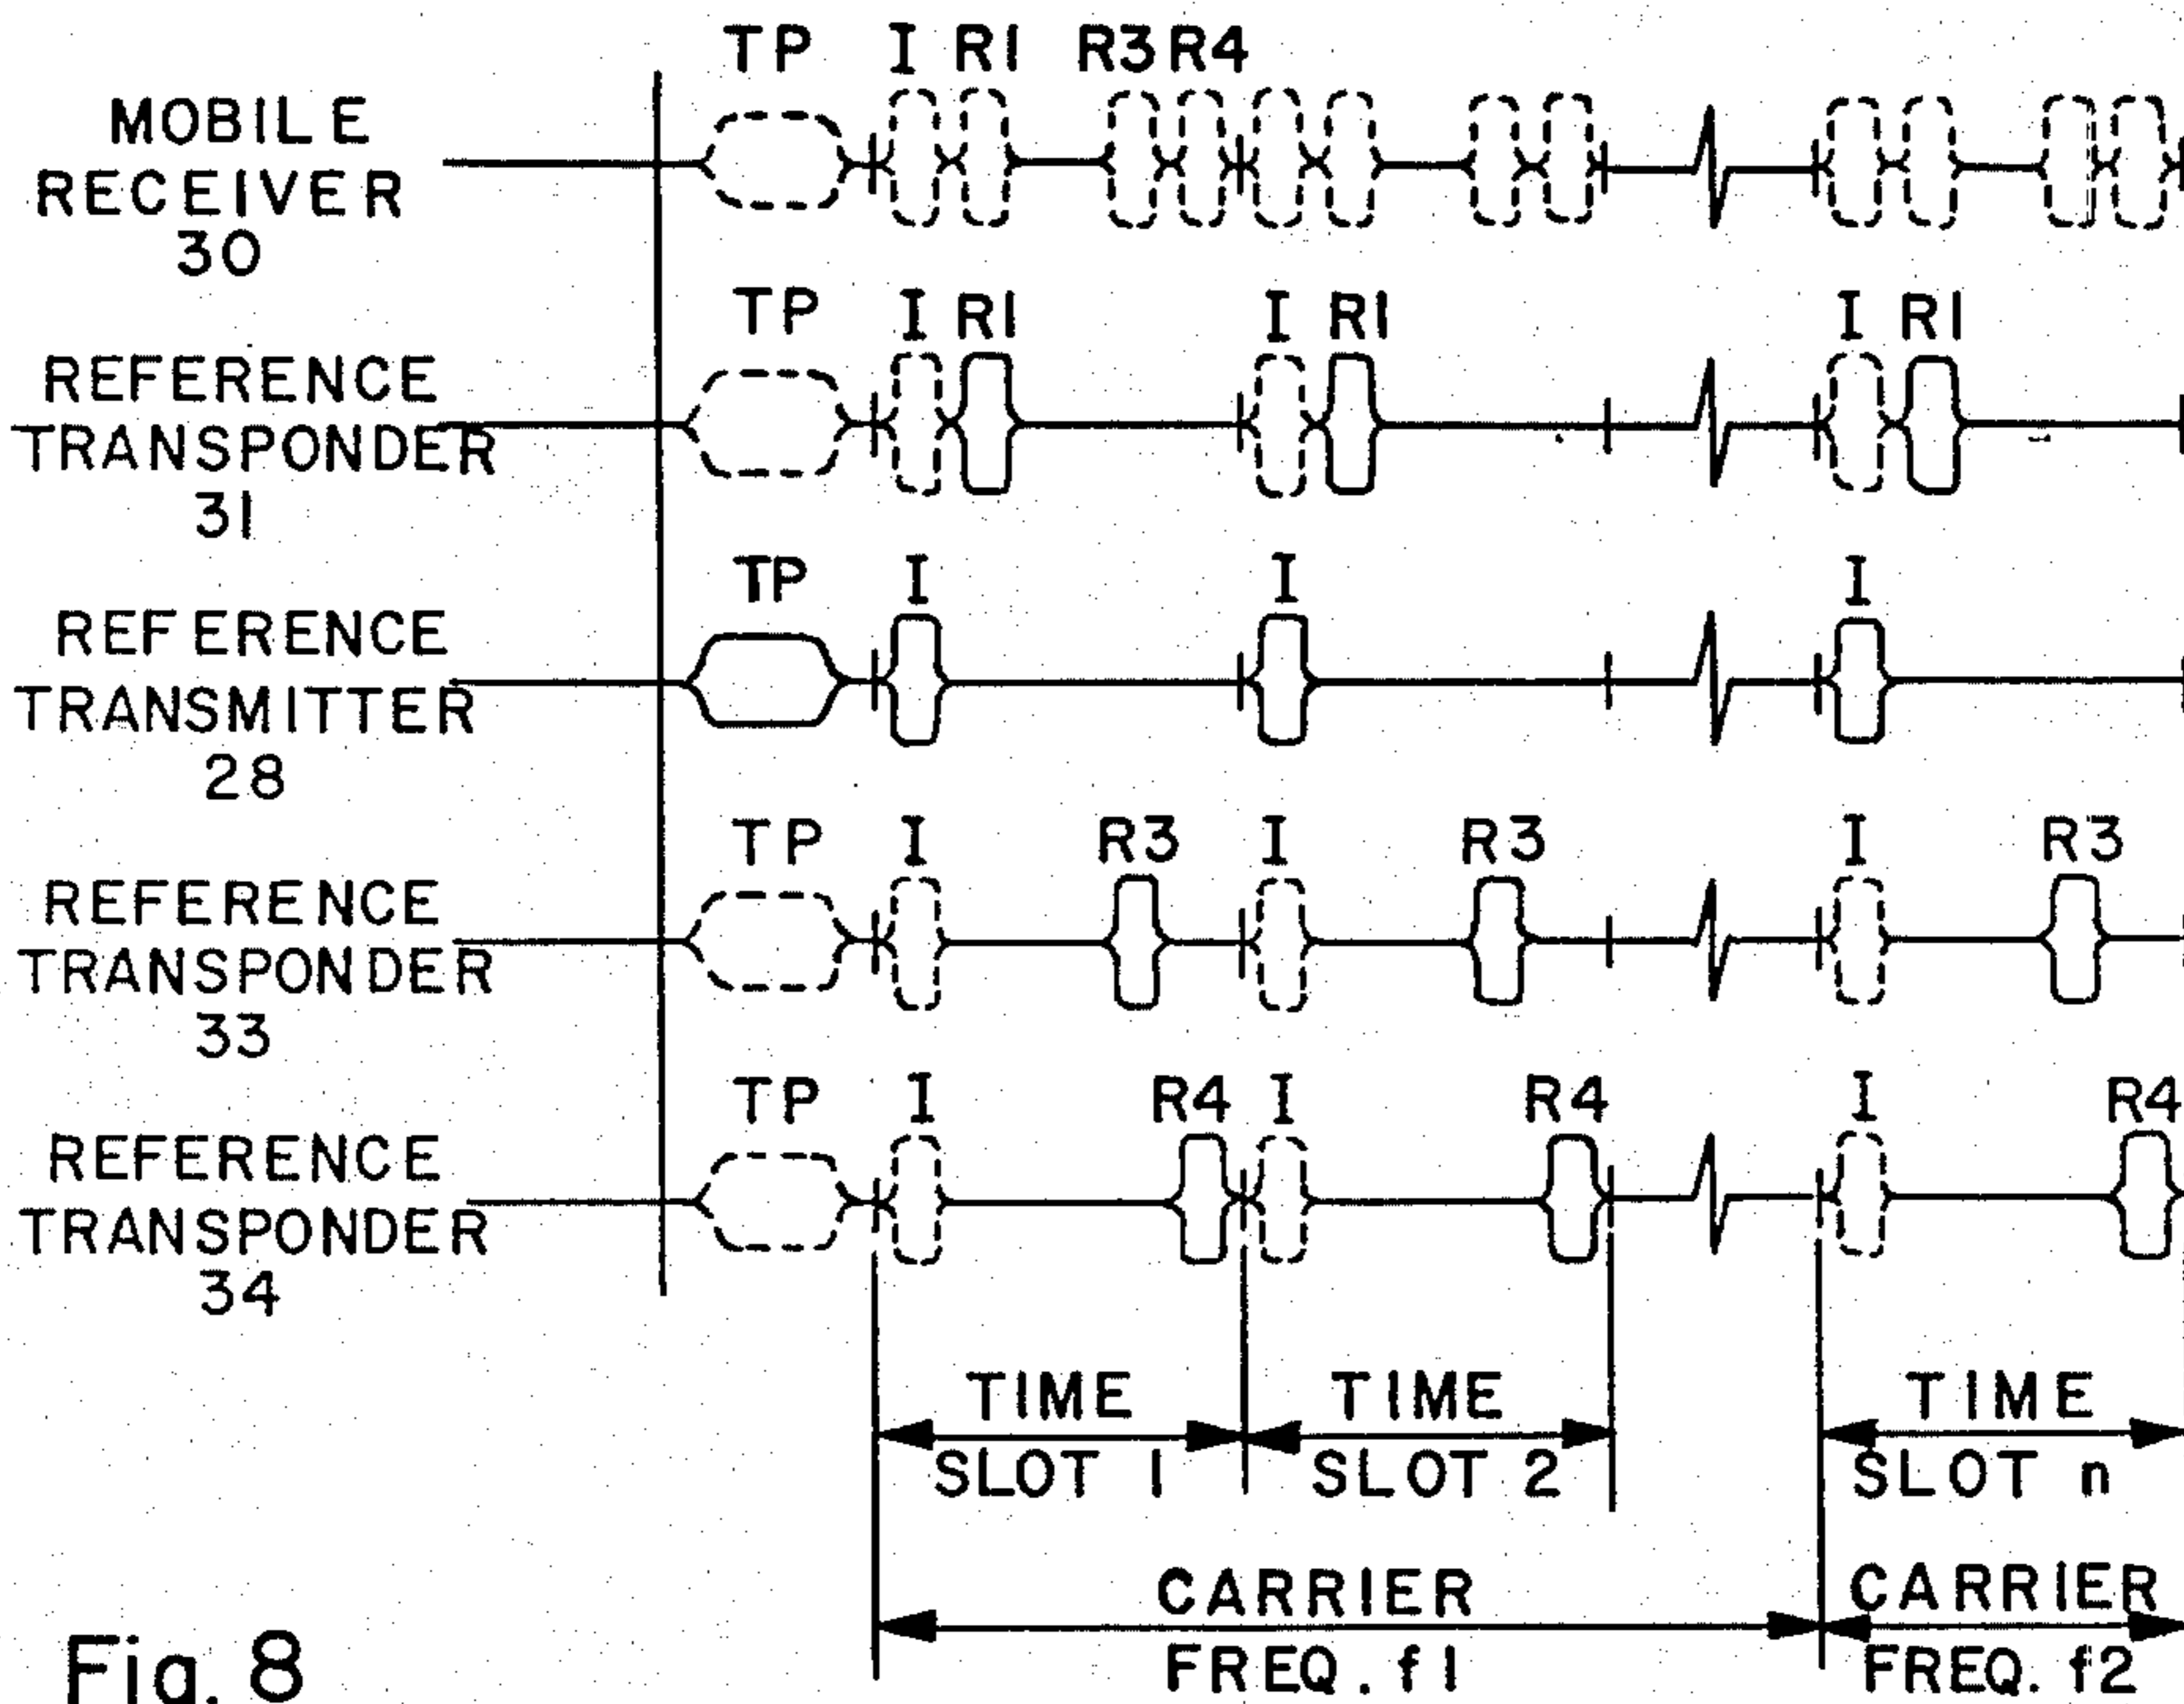 TP I R1 R3 R4
MOBILE
RECEIVER
30
TP I R1 I R1 I R1
REFERENCE
TRANSPONDER
31
TP I I I
REFERENCE
TRANSMITTER
28
TP I R3 I R3 I R3
REFERENCE
TRANSPONDER
33
TP I R4 I R4 I R4
REFERENCE
TRANSPONDER
34
TIME TIME TIME
SLOT 1 SLOT 2 SLOT n
CARRIER CARRIER
FREQ. f1 FREQ. f2
Fig. 8